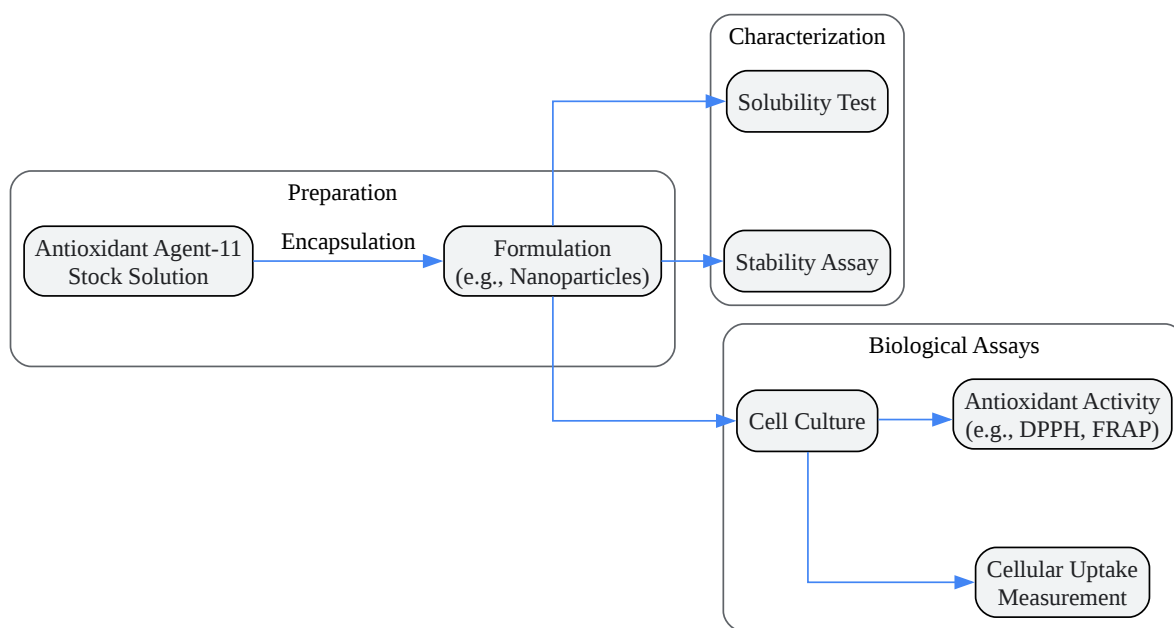 Characterization
Solubility Test
Preparation
Antioxidant Agent-11
Stock Solution
Encapsulation
Formulation
(e.g., Nanoparticles)
Stability Assay
Biological Assays
Cell Culture
Antioxidant Activity
(e.g., DPPH, FRAP)
Cellular Uptake
Measurement